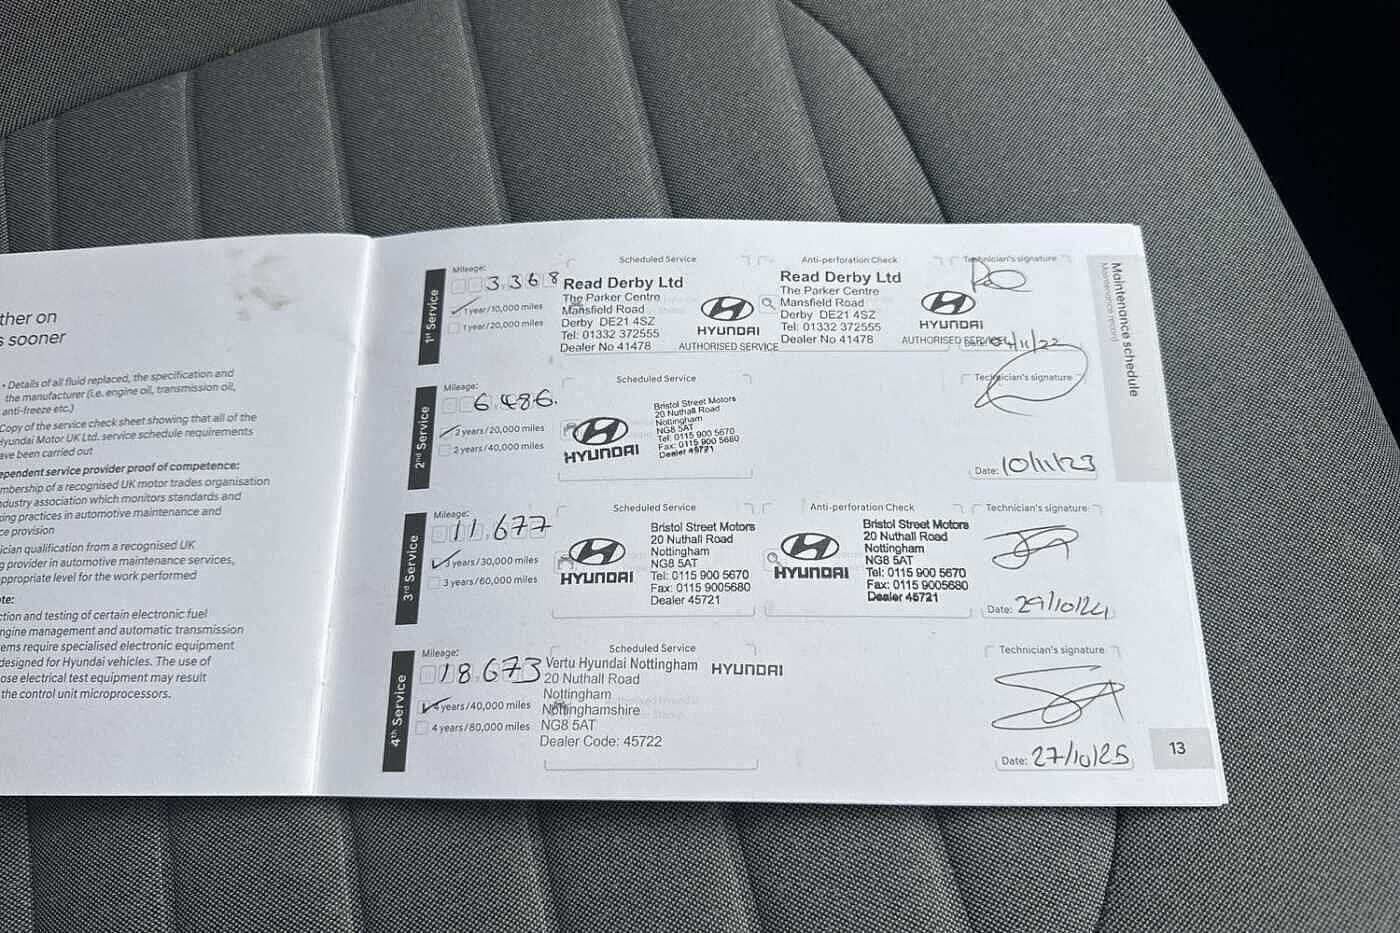 ther on
s sooner
• Details of all fluid replaced, the specification and
the manufacturer (i.e. engine oil, transmission oil,
anti-freeze etc.)
Copy of the service check sheet showing that all of the
Hyundai Motor UK Ltd. service schedule requirements
ave been carried out
ependent service provider proof of competence:
mbership of a recognised UK motor trades organisation
ndustry association which monitors standards and
king practices in automotive maintenance and
ce provision
ician qualification from a recognised UK
g provider in automotive maintenance services,
appropriate level for the work performed
te:
ction and testing of certain electronic fuel
ngine management and automatic transmission
ems require specialised electronic equipment
designed for Hyundai vehicles. The use of
ose electrical test equipment may result
the control unit microprocessors.
Maintenance schedule
Maintenance record
1st Service
Mileage:
3,368
1 year/10,000 miles
1 year/20,000 miles
Scheduled Service
Read Derby Ltd
The Parker Centre
Mansfield Road
Derby DE21 4SZ
Tel: 01332 372555
Dealer No 41478
HYUNDAI
AUTHORISED SERVICE
Anti-perforation Check
Read Derby Ltd
The Parker Centre
Mansfield Road
Derby DE21 4SZ
Tel: 01332 372555
Dealer No 41478
HYUNDAI
AUTHORISED SERVICE
Technician's signature
Date: 04/11/22
2nd Service
Mileage:
6,486.
2 years/20,000 miles
2 years/40,000 miles
Scheduled Service
HYUNDAI
Bristol Street Motors
20 Nuthall Road
Nottingham
NG8 5AT
Tel: 0115 900 5670
Fax: 0115 900 5680
Dealer 45721
Technician's signature
Date: 10/11/23
3rd Service
Mileage:
11,677
years/30,000 miles
3 years/60,000 miles
Scheduled Service
HYUNDAI
Bristol Street Motors
20 Nuthall Road
Nottingham
NG8 5AT
Tel: 0115 900 5670
Fax: 0115 9005680
Dealer 45721
Anti-perforation Check
HYUNDAI
Bristol Street Motors
20 Nuthall Road
Nottingham
NG8 5AT
Tel: 0115 900 5670
Fax: 0115 9005680
Dealer 45721
Technician's signature
Date: 29/10/24
4th Service
Mileage:
18,673
4 years/40,000 miles
4 years/80,000 miles
Scheduled Service
Vertu Hyundai Nottingham
20 Nuthall Road
Nottingham
Nottinghamshire
NG8 5AT
Dealer Code: 45722
HYUNDAI
Technician's signature
Date: 27/10/25
13